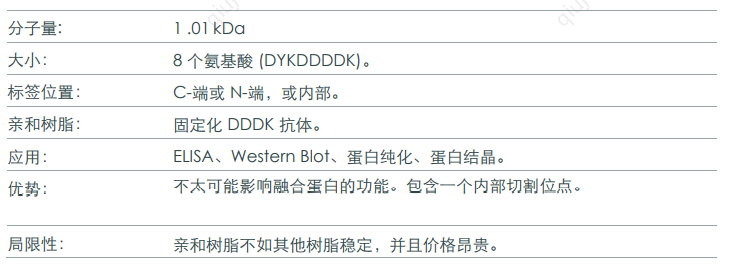 分子量: 1.01 kDa
大小: 8 个氨基酸 (DYKDDDDK)。
标签位置: C-端或 N-端，或内部。
亲和树脂: 固定化 DDDK 抗体。
应用: ELISA、Western Blot、蛋白纯化、蛋白结晶。
优势: 不太可能影响融合蛋白的功能。包含一个内部切割位点。
局限性: 亲和树脂不如其他树脂稳定，并且价格昂贵。